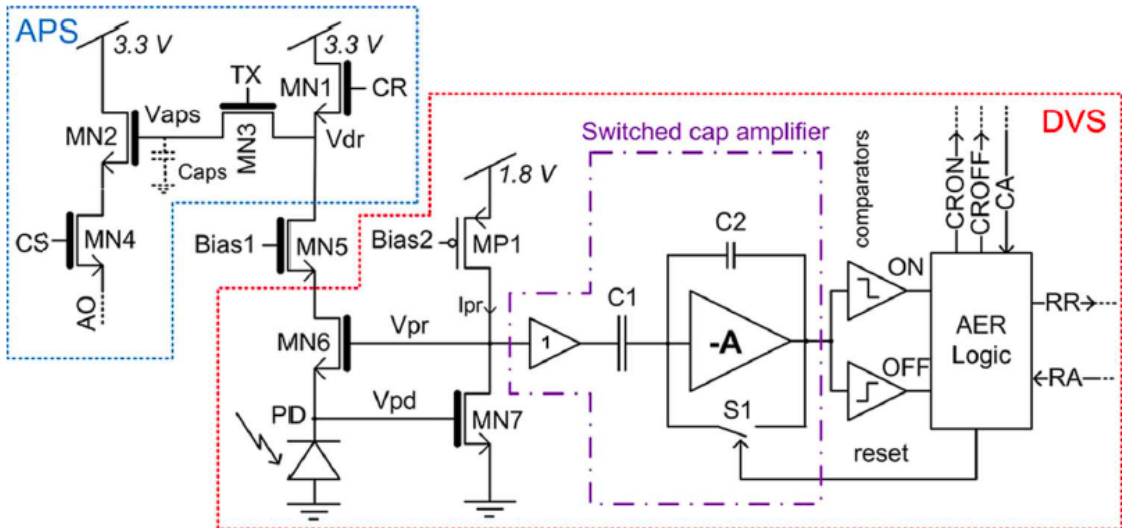 APS
3.3 V
3.3 V
TX
MN1
CR
Vaps
MN2
MN3
Vdr
Caps
DVS
Switched cap amplifier
1.8 V
comparators
CRON
CROFF
CA
CS
MN4
Bias1
MN5
Bias2
MP1
C2
ON
AO
Ipr
C1
RR
MN6
Vpr
1
-A
AER
Logic
OFF
RA
PD
Vpd
MN7
S1
reset